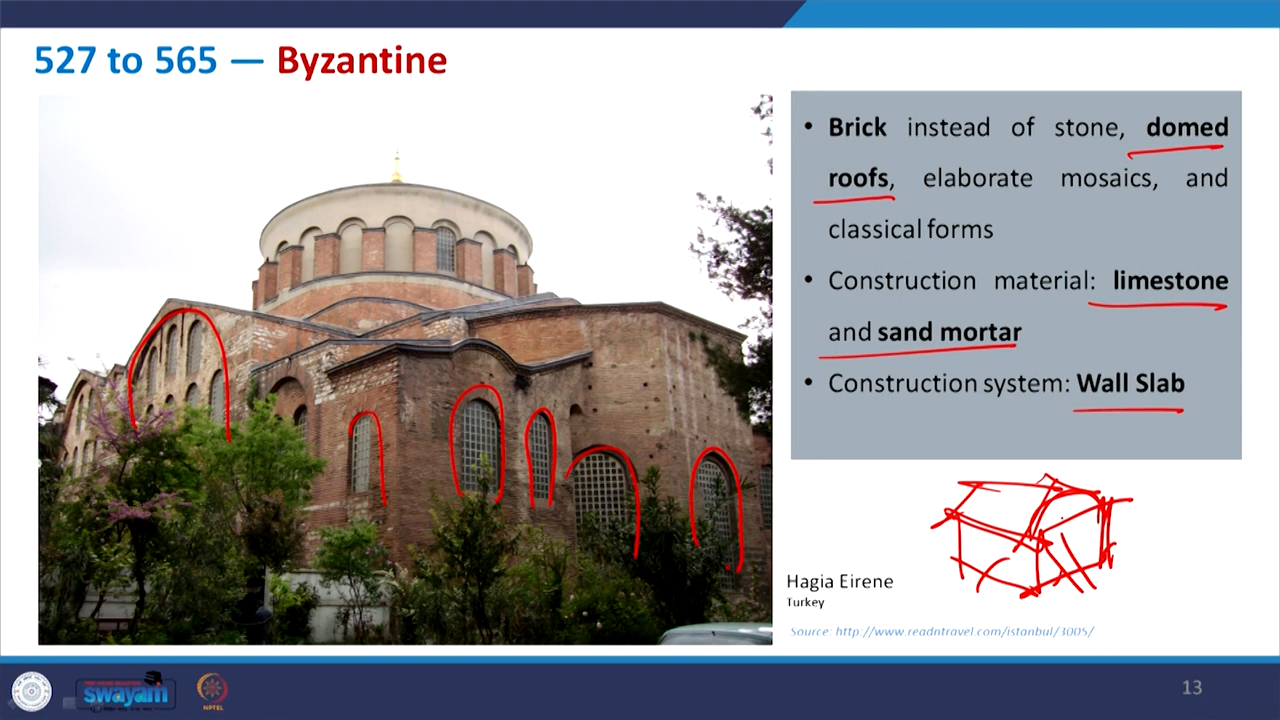 527 to 565 — Byzantine
• Brick instead of stone, domed
roofs, elaborate mosaics, and
classical forms
• Construction material: limestone
and sand mortar
• Construction system: Wall Slab
Hagia Eirene
Turkey
Source: http://www.readntravel.com/istanbul/3005/
swayam
NPTEL
13